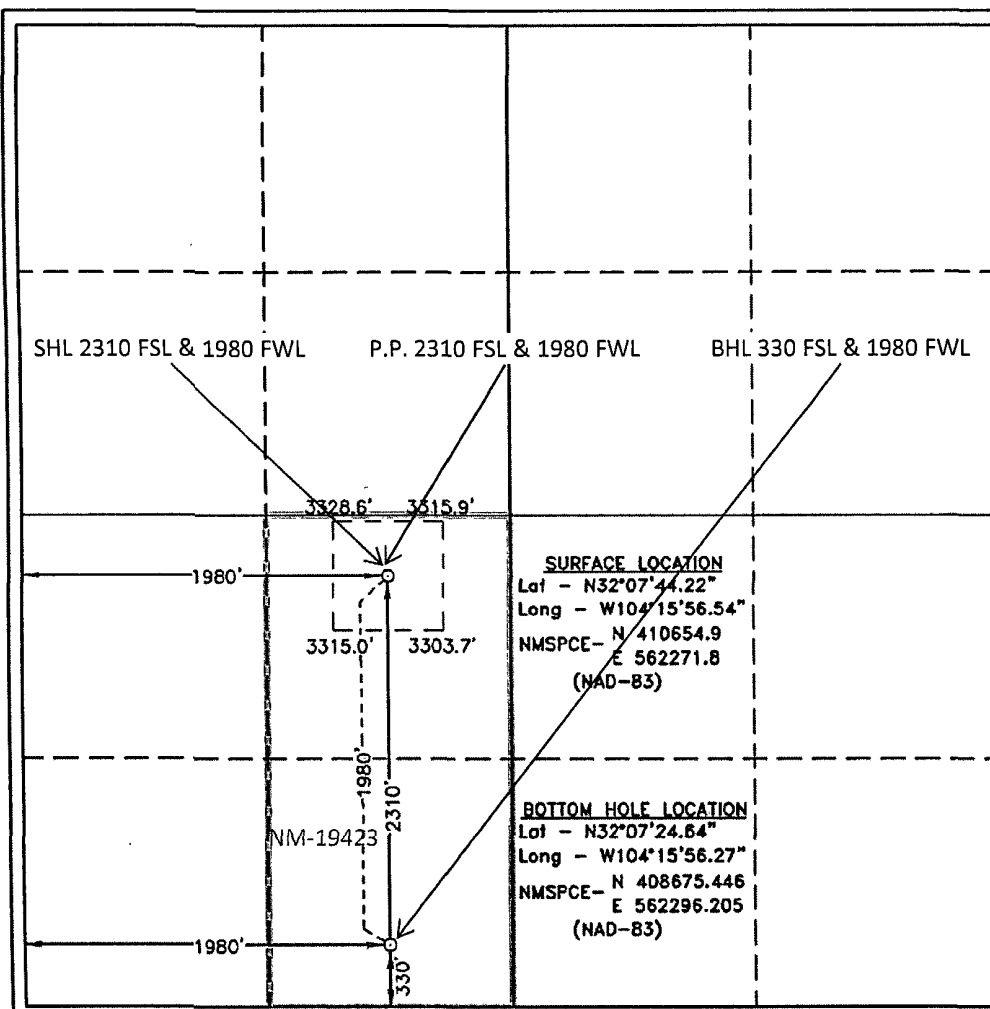 SHL 2310 FSL & 1980 FWL
P.P. 2310 FSL & 1980 FWL
BHL 330 FSL & 1980 FWL
3328.6' 3315.9'
1980'
3315.0' 3303.7'
SURFACE LOCATION
Lat - N32°07'44.22"
Long - W104°15'56.54"
NMSPCE- N 410654.9
E 562271.8
(NAD-83)
1980'
2310'
NM-19423
BOTTOM HOLE LOCATION
Lat - N32°07'24.64"
Long - W104°15'56.27"
NMSPCE- N 408675.446
E 562296.205
(NAD-83)
1980'
330'